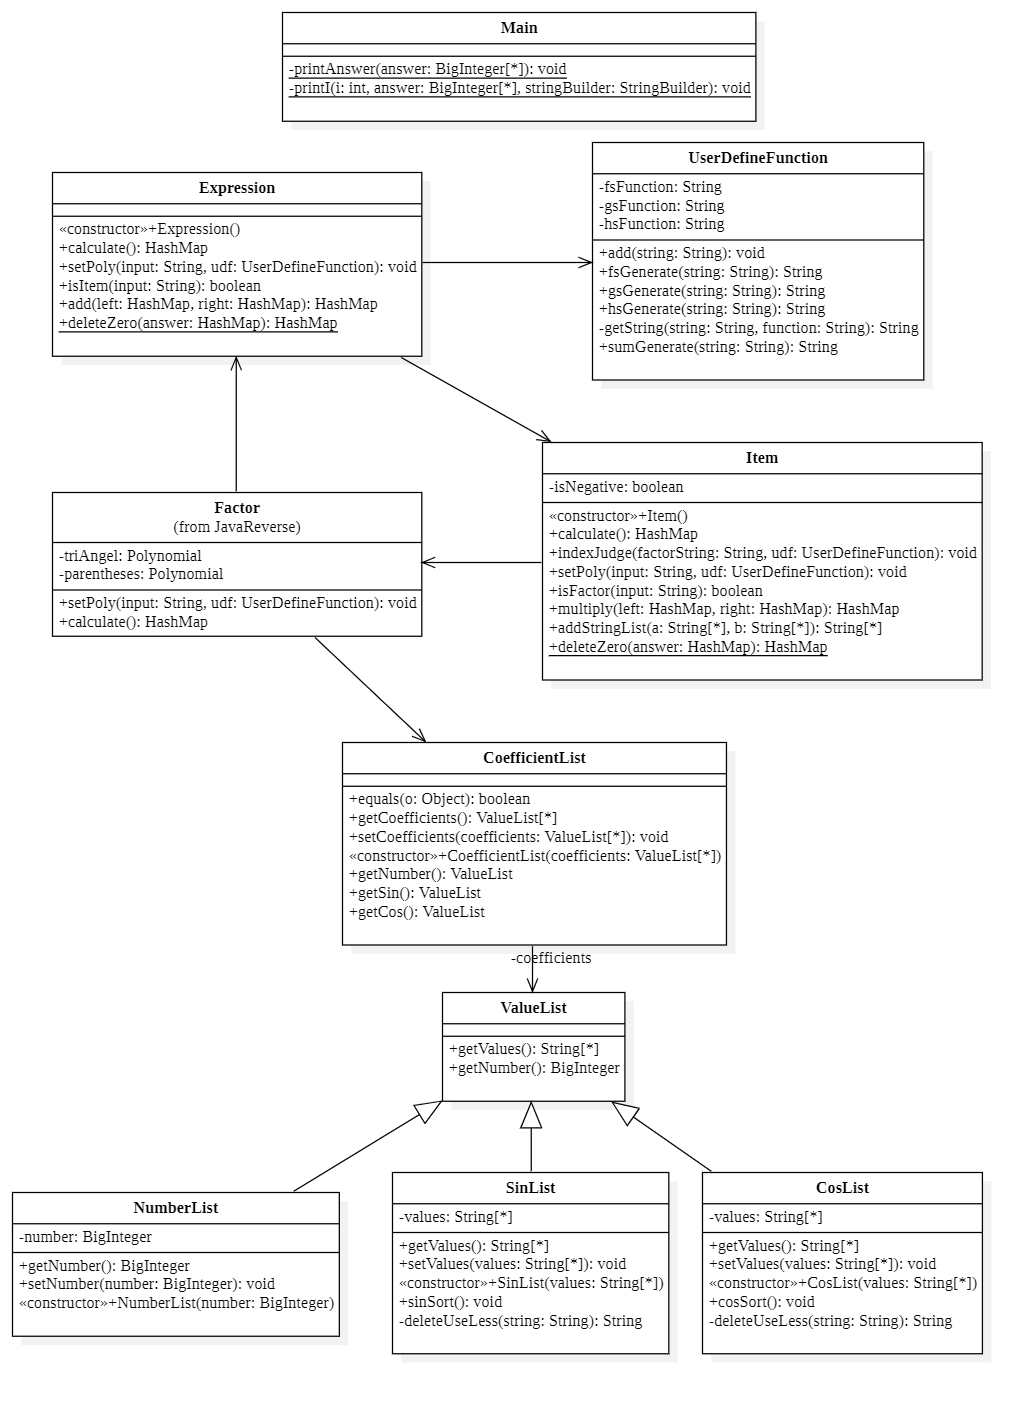 Main
-printAnswer(answer: BigInteger[*]): void
-printI(i: int, answer: BigInteger[*], stringBuilder: StringBuilder): void
UserDefineFunction
-fsFunction: String
-gsFunction: String
-hsFunction: String
+add(string: String): void
+fsGenerate(string: String): String
+gsGenerate(string: String): String
+hsGenerate(string: String): String
-getString(string: String, function: String): String
+sumGenerate(string: String): String
Expression
«constructor»+Expression()
+calculate(): HashMap
+setPoly(input: String, udf: UserDefineFunction): void
+isItem(input: String): boolean
+add(left: HashMap, right: HashMap): HashMap
+deleteZero(answer: HashMap): HashMap
Item
-isNegative: boolean
«constructor»+Item()
+calculate(): HashMap
+indexJudge(factorString: String, udf: UserDefineFunction): void
+setPoly(input: String, udf: UserDefineFunction): void
+isFactor(input: String): boolean
+multiply(left: HashMap, right: HashMap): HashMap
+addStringList(a: String[*], b: String[*]): String[*]
+deleteZero(answer: HashMap): HashMap
Factor
(from JavaReverse)
-triAngel: Polynomial
-parentheses: Polynomial
+setPoly(input: String, udf: UserDefineFunction): void
+calculate(): HashMap
CoefficientList
+equals(o: Object): boolean
+getCoefficients(): ValueList[*]
+setCoefficients(coefficients: ValueList[*]): void
«constructor»+CoefficientList(coefficients: ValueList[*])
+getNumber(): ValueList
+getSin(): ValueList
+getCos(): ValueList
-coefficients
ValueList
+getValues(): String[*]
+getNumber(): BigInteger
NumberList
-number: BigInteger
+getNumber(): BigInteger
+setNumber(number: BigInteger): void
«constructor»+NumberList(number: BigInteger)
SinList
-values: String[*]
+getValues(): String[*]
+setValues(values: String[*]): void
«constructor»+SinList(values: String[*])
+sinSort(): void
-deleteUseLess(string: String): String
CosList
-values: String[*]
+getValues(): String[*]
+setValues(values: String[*]): void
«constructor»+CosList(values: String[*])
+cosSort(): void
-deleteUseLess(string: String): String